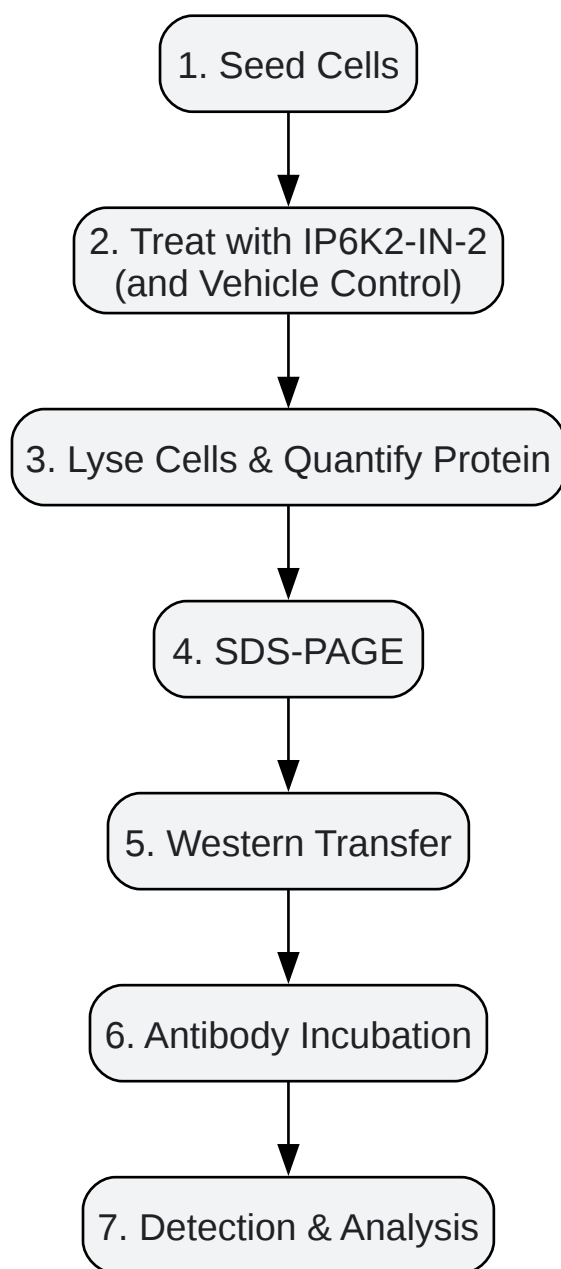 1. Seed Cells
2. Treat with IP6K2-IN-2
(and Vehicle Control)
3. Lyse Cells & Quantify Protein
4. SDS-PAGE
5. Western Transfer
6. Antibody Incubation
7. Detection & Analysis